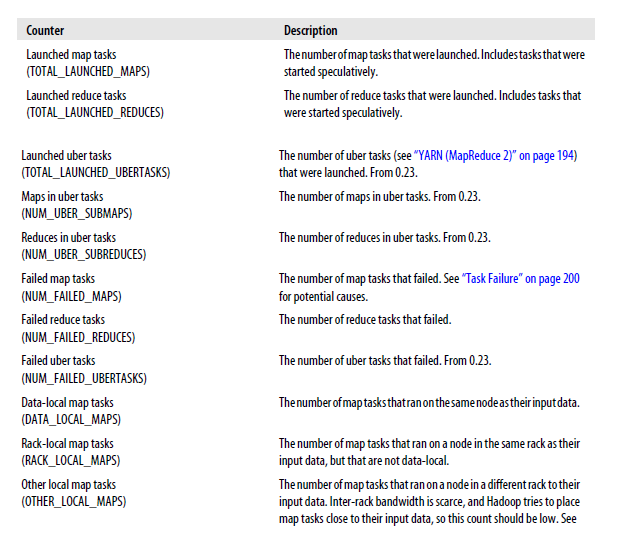 Counter Description
Launched map tasks The number of map tasks that were launched. Includes tasks that were
(TOTAL_LAUNCHED_MAPS) started speculatively.
Launched reduce tasks The number of reduce tasks that were launched. Includes tasks that
(TOTAL_LAUNCHED_REDUCES) were started speculatively.
Launched uber tasks The number of uber tasks (see “YARN (MapReduce 2)” on page 194)
(TOTAL_LAUNCHED_UBERTASKS) that were launched. From 0.23.
Maps in uber tasks The number of maps in uber tasks. From 0.23.
(NUM_UBER_SUBMAPS)
Reduces in uber tasks The number of reduces in uber tasks. From 0.23.
(NUM_UBER_SUBREDUCES)
Failed map tasks The number of map tasks that failed. See “Task Failure” on page 200
(NUM_FAILED_MAPS) for potential causes.
Failed reduce tasks The number of reduce tasks that failed.
(NUM_FAILED_REDUCES)
Failed uber tasks The number of uber tasks that failed. From 0.23.
(NUM_FAILED_UBERTASKS)
Data-local map tasks The number of map tasks that ran on the same node as their input data.
(DATA_LOCAL_MAPS)
Rack-local map tasks The number of map tasks that ran on a node in the same rack as their
(RACK_LOCAL_MAPS) input data, but that are not data-local.
Other local map tasks The number of map tasks that ran on a node in a different rack to their
(OTHER_LOCAL_MAPS) input data. Inter-rack bandwidth is scarce, and Hadoop tries to place
map tasks close to their input data, so this count should be low. See